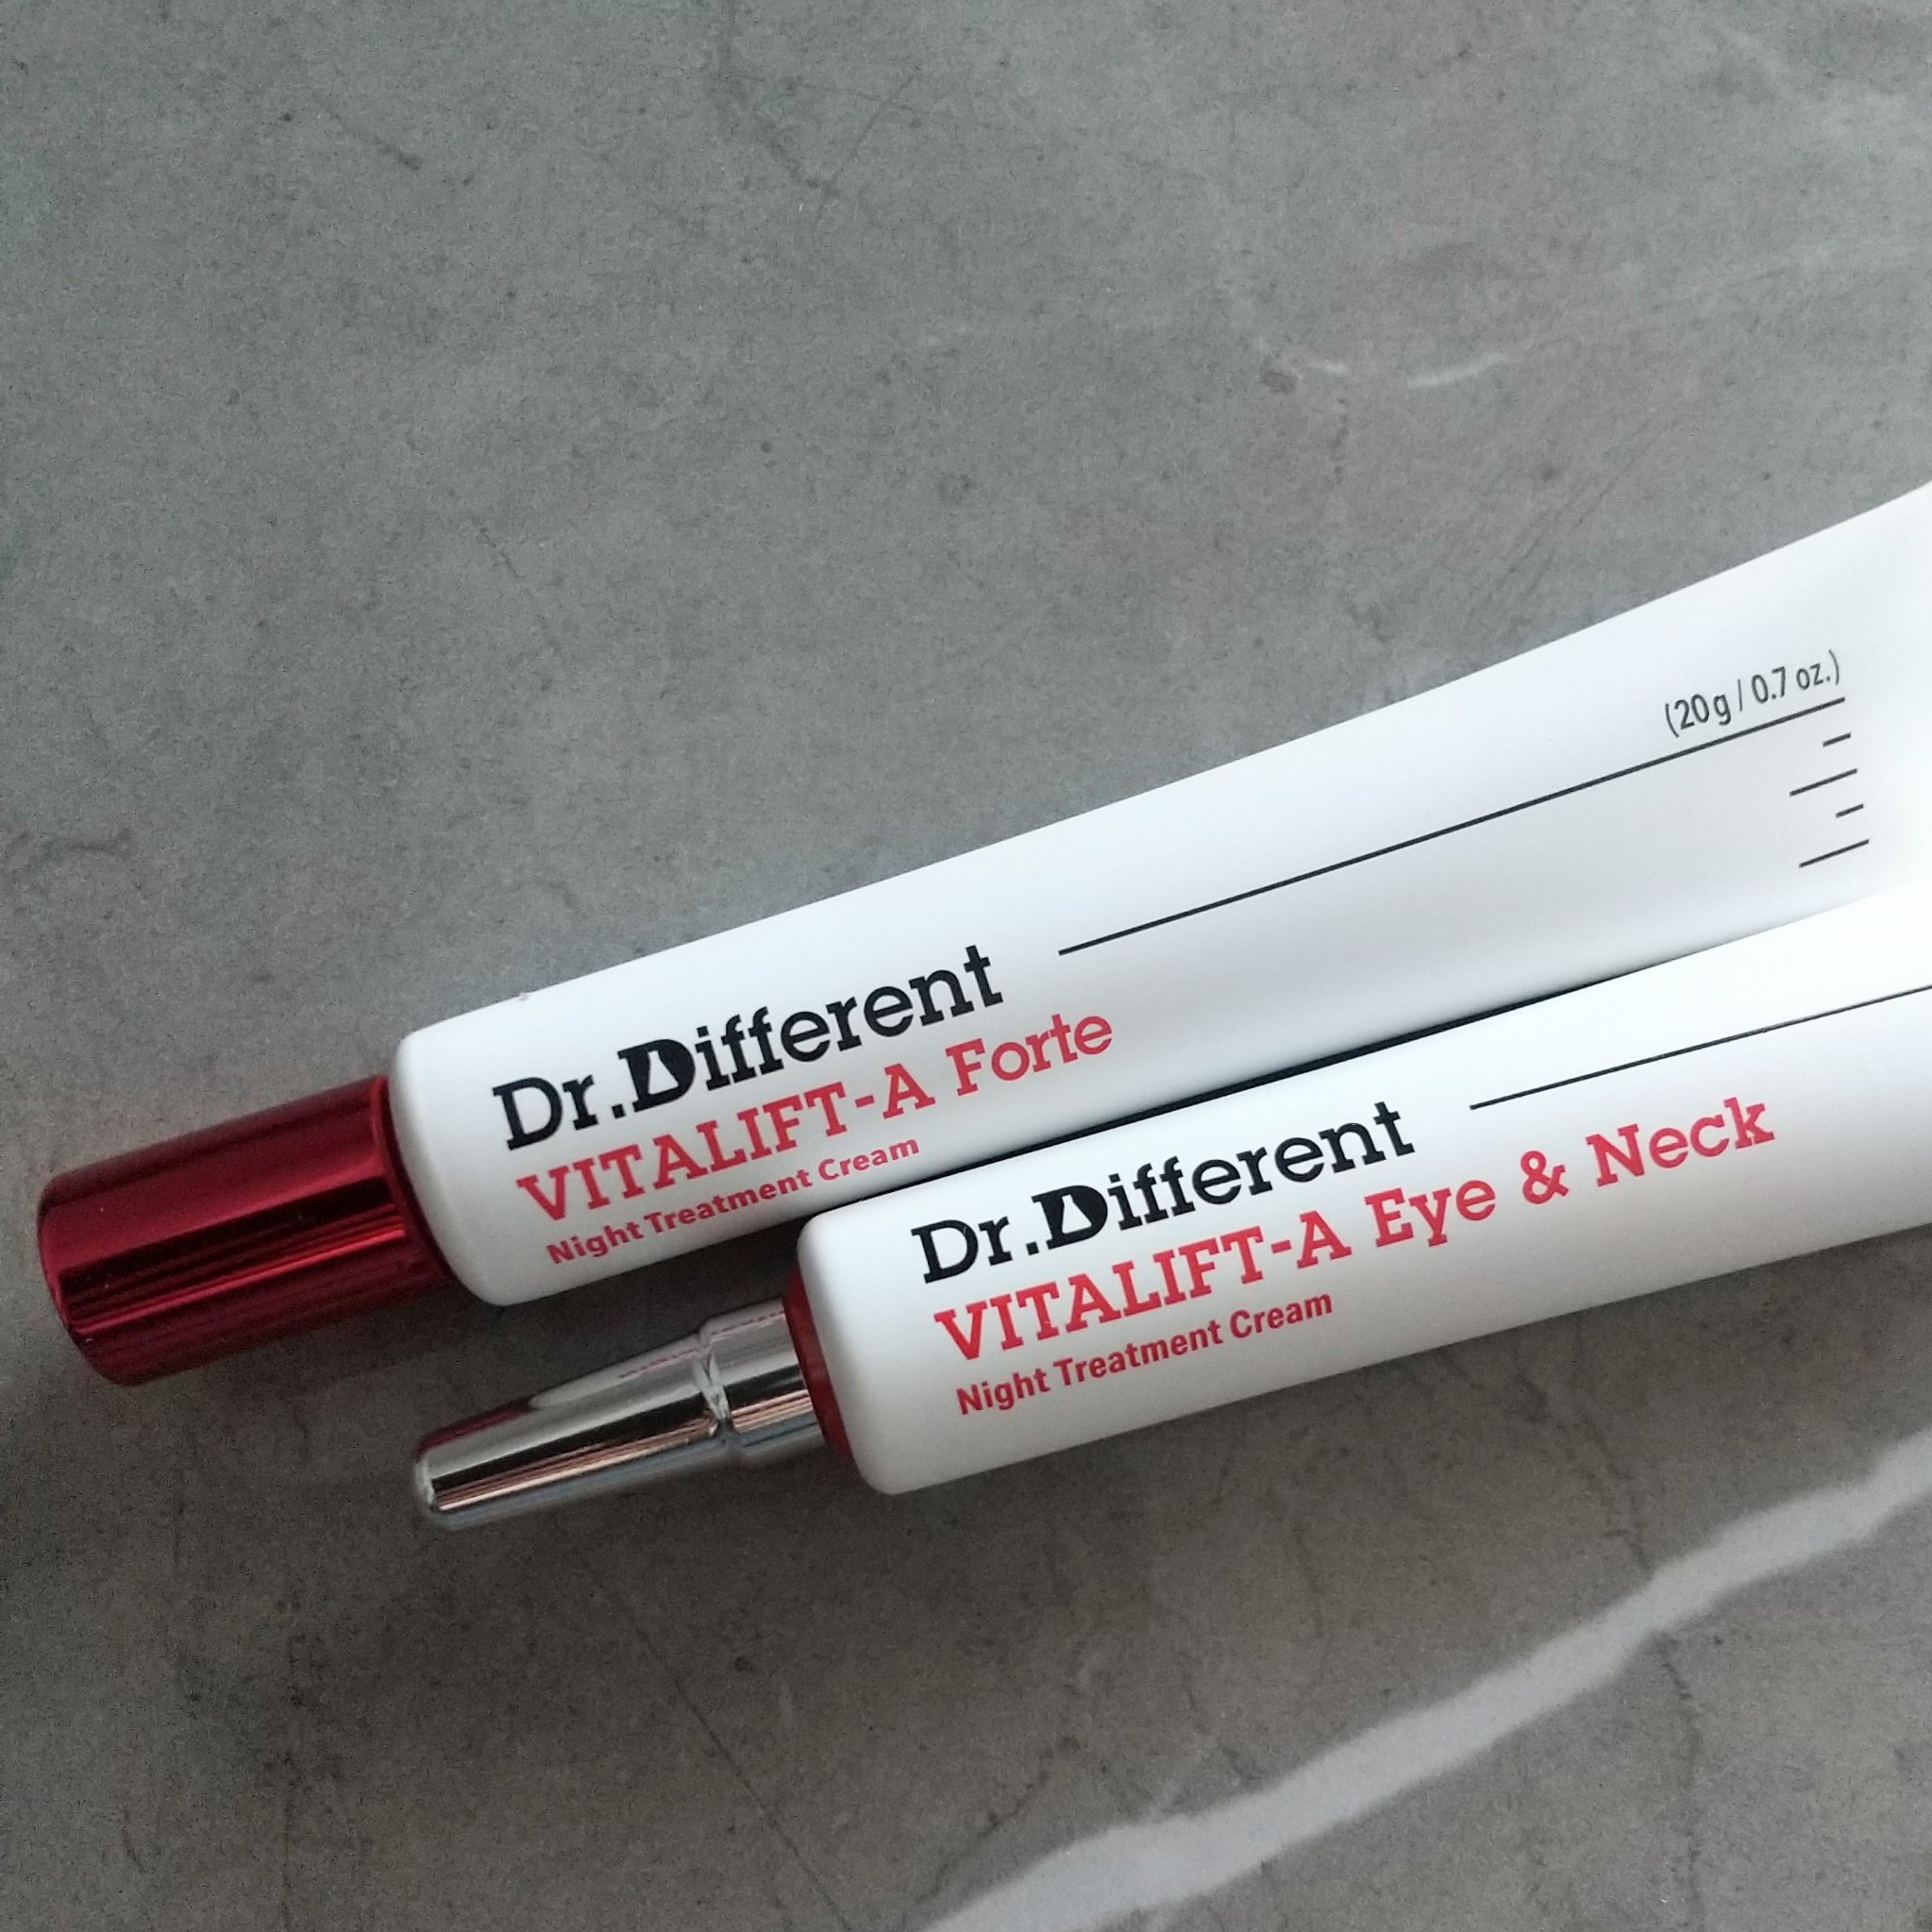 (20g / 0.7 oz.)
Dr.Different
VITALIFT-A Forte
Night Treatment Cream
Dr.Different
VITALIFT-A Eye & Neck
Night Treatment Cream